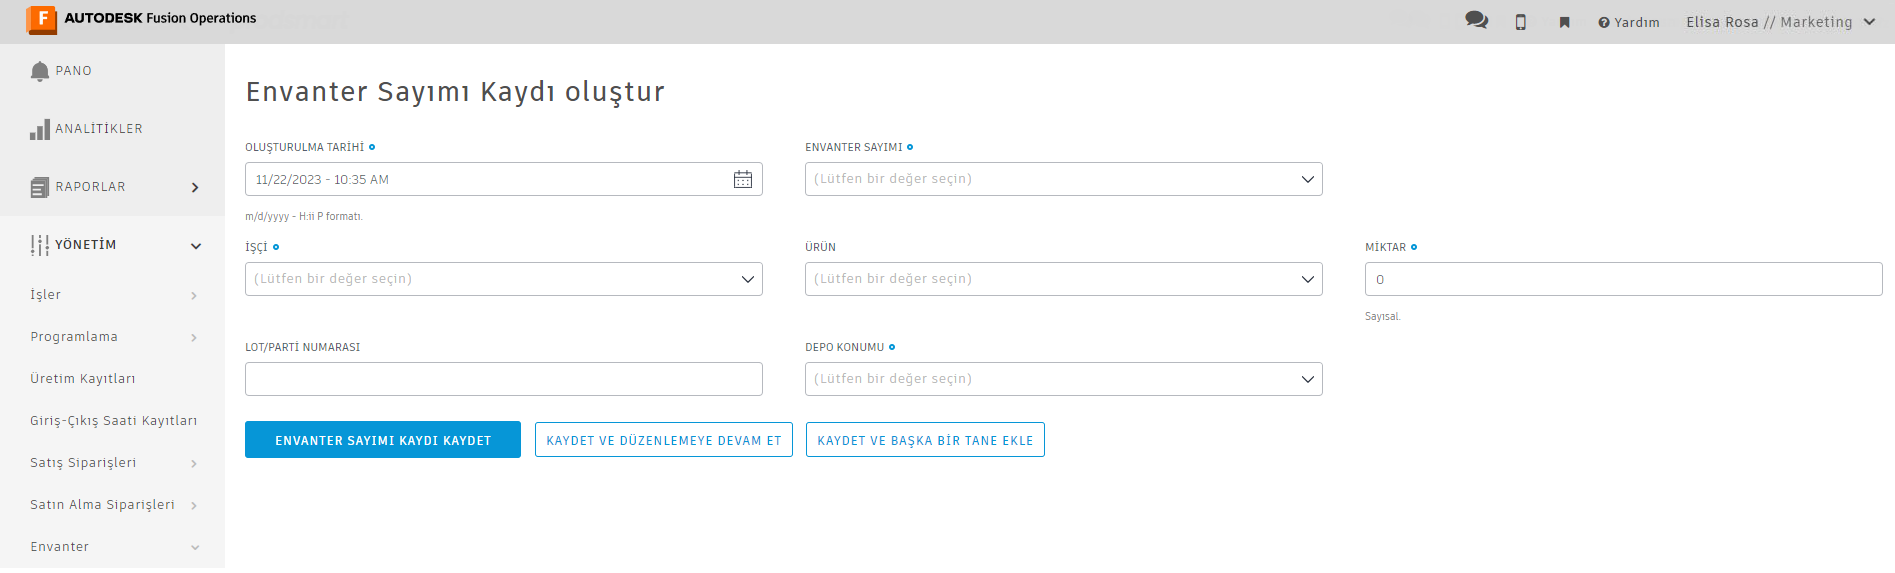 AUTODESK Fusion Operations
Yardım
Elisa Rosa // Marketing
PANO
ANALİTİKLER
RAPORLAR
YÖNETİM
İşler
Programlama
Üretim Kayıtları
Giriş-Çıkış Saati Kayıtları
Satış Siparişleri
Satın Alma Siparişleri
Envanter
Envanter Sayımı Kaydı oluştur
OLUŞTURULMA TARİHİ
11/22/2023 - 10:35 AM
m/d/yyyy - H:ii P formatı.
ENVANTER SAYIMI
(Lütfen bir değer seçin)
İŞÇİ
(Lütfen bir değer seçin)
ÜRÜN
(Lütfen bir değer seçin)
MİKTAR
0
Sayısal.
LOT/PARTİ NUMARASI
DEPO KONUMU
(Lütfen bir değer seçin)
ENVANTER SAYIMI KAYDI KAYDET
KAYDET VE DÜZENLEMEYE DEVAM ET
KAYDET VE BAŞKA BİR TANE EKLE